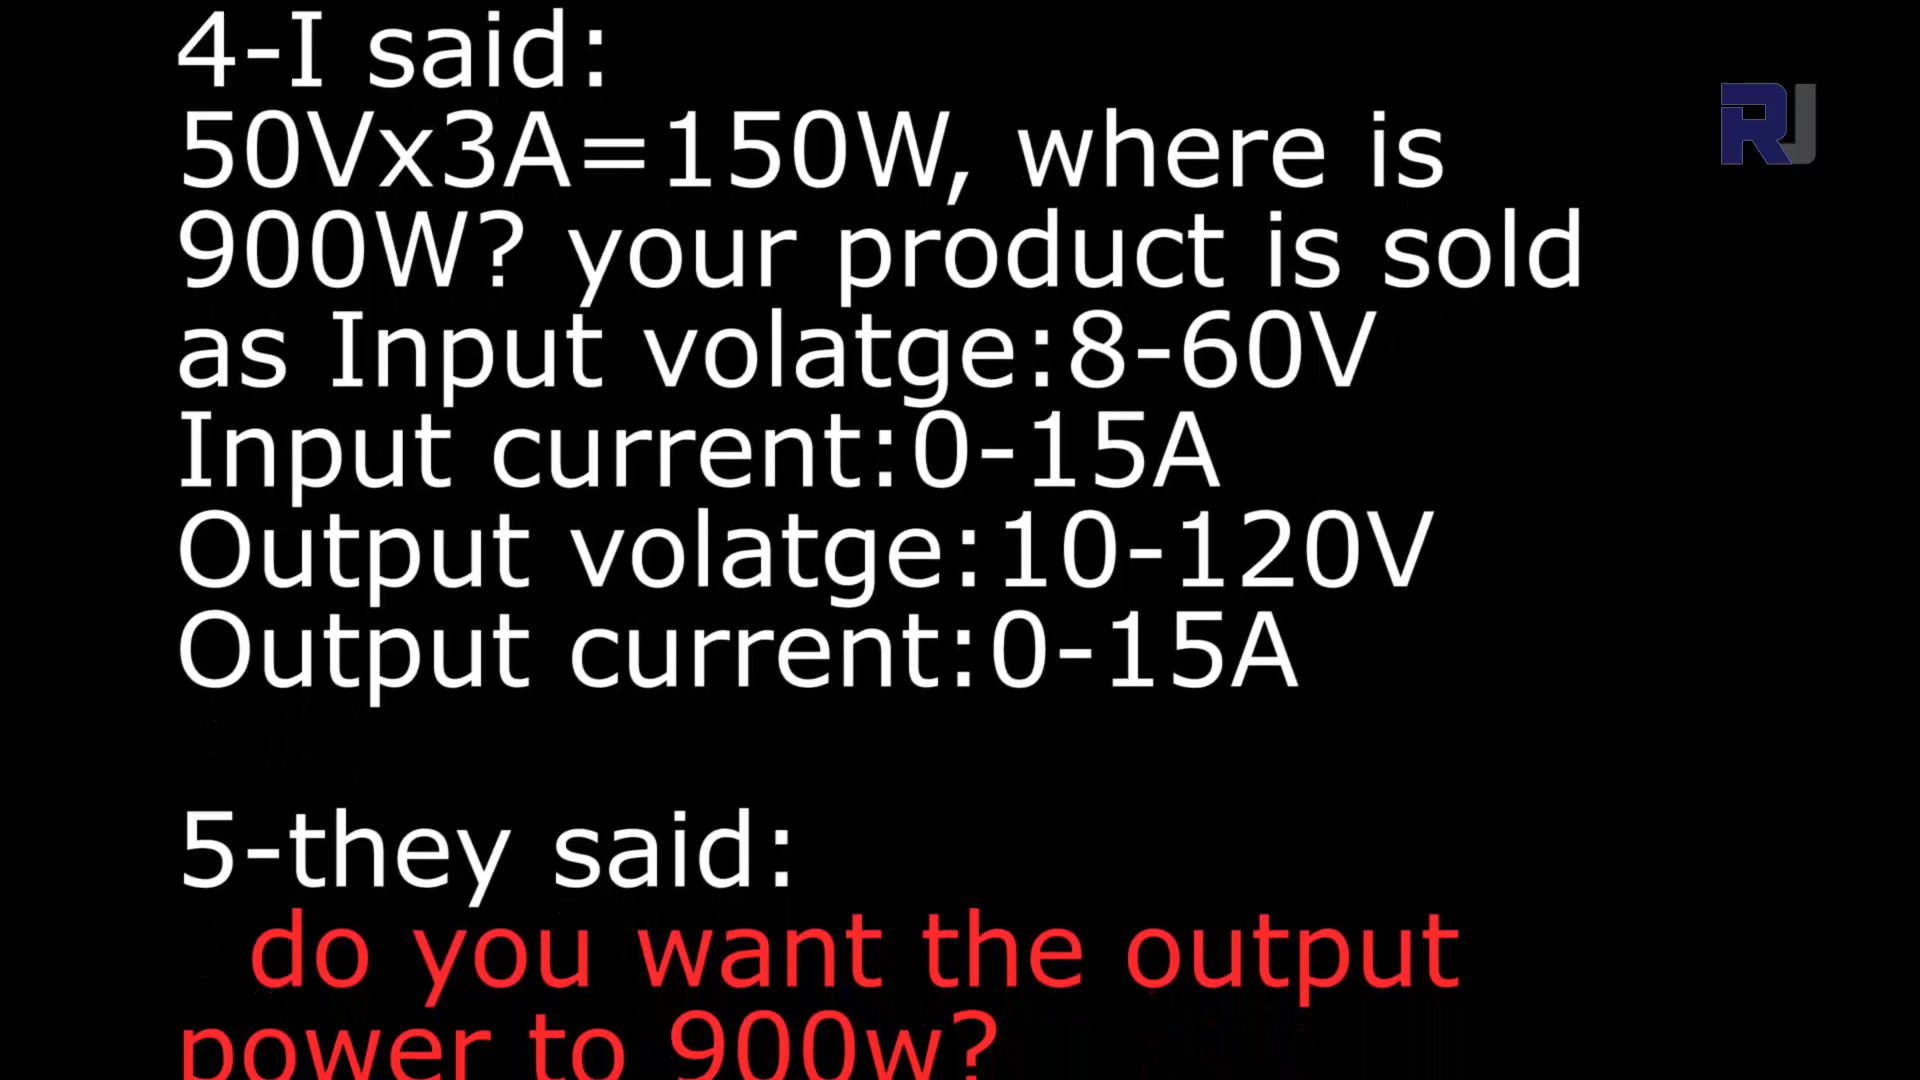 4-I said:
50Vx3A=150W, where is
900W? your product is sold
as Input volatge:8-60V
Input current:0-15A
Output volatge:10-120V
Output current:0-15A
5-they said:
do you want the output
power to 900w?
RJ